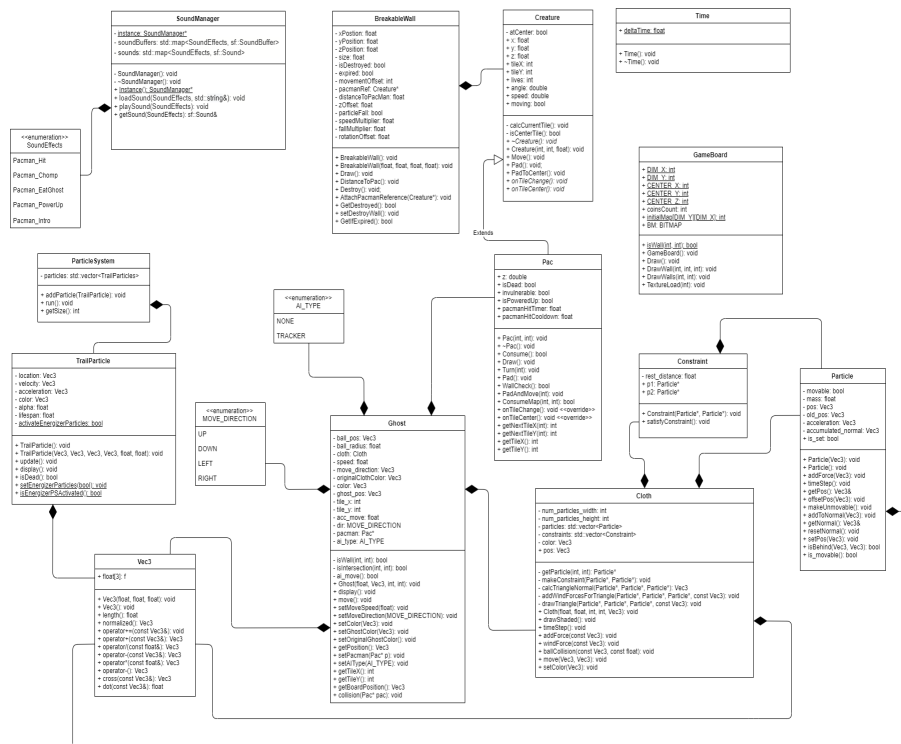 SoundManager
- instance: SoundManager*
- soundBuffers: std::map<SoundEffects, sf::SoundBuffer>
- sounds: std::map<SoundEffects, sf::Sound>
- SoundManager(): void
- ~SoundManager(): void
+ Instance(): SoundManager*
+ loadSound(SoundEffects, std::string&): void
+ playSound(SoundEffects): void
+ getSound(SoundEffects): sf::Sound&
<<enumeration>>
SoundEffects
Pacman_Hit
Pacman_Chomp
Pacman_EatGhost
Pacman_PowerUp
Pacman_Intro
BreakableWall
- xPostion: float
- yPosition: float
- zPosition: float
- size: float
- isDestroyed: bool
- expired: bool
- movementOffset: int
- pacmanRef: Creature*
- distanceToPacMan: float
- zOffset: float
- particleFall: bool
- speedMultiplier: float
- fallMultiplier: float
- rotationOffset: float
+ BreakableWall(): void
+ BreakableWall(float, float, float, float): void
+ Draw(): void
+ DistanceToPac(): void
+ Destroy(): void;
+ AttachPacmanReference(Creature*): void
+ GetDestroyed(): bool
+ setDestroyWall(): void
+ GetIfExpired(): bool
Creature
- atCenter: bool
+ x: float
+ y: float
+ z: float
+ tileX: int
+ tileY: int
+ lives: int
+ angle: double
+ speed: double
+ moving: bool
- calcCurrentTile(): void
- isCenterTile(): bool
+ ~Creature(): void
+ Creature(int, int, float): void
+ Move(): void
+ Pad(): void;
+ PadToCenter(): void
+ onTileChange(): void
+ onTileCenter(): void
Extends
Time
+ deltaTime: float
+ Time(): void
+ ~Time(): void
GameBoard
+ DIM_X: int
+ DIM_Y: int
+ CENTER_X: int
+ CENTER_Y: int
+ CENTER_Z: int
+ coinsCount: int
+ initialMap[DIM_Y][DIM_X]: int
+ BM: BITMAP
+ isWall(int, int): bool
+ GameBoard(): void
+ Draw(): void
+ DrawWall(int, int, int): void
+ DrawWalls(int, int): void
+ TextureLoad(int): void
ParticleSystem
- particles: std::vector<TrailParticles>
+ addParticle(TrailParticle): void
+ run(): void
+ getSize(): int
<<enumeration>>
AI_TYPE
NONE
TRACKER
Pac
+ z: double
+ isDead: bool
+ invulnerable: bool
+ isPoweredUp: bool
+ pacmanHitTimer: float
+ pacmanHitCooldown: float
+ Pac(int, int): void
+ ~Pac(): void
+ Consume(): bool
+ Draw(): void
+ Turn(int): void
+ Pad(): void
+ WallCheck(): bool
+ PadAndMove(int): void
+ ConsumeMap(int, int): bool
+ onTileChange(): void <<override>>
+ onTileCenter(): void <<override>>
+ getNextTileX(int): int
+ getNextTileY(int): int
+ getTileX(): int
+ getTileY(): int
TrailParticle
- location: Vec3
- velocity: Vec3
- acceleration: Vec3
- color: Vec3
- alpha: float
- lifespan: float
- activateEnergizerParticles: bool
+ TrailParticle(): void
+ TrailParticle(Vec3, Vec3, Vec3, Vec3, float, float): void
+ update(): void
+ display(): void
+ isDead(): bool
+ setEnergizerParticles(bool): void
+ isEnergizerPSActivated(): bool
<<enumeration>>
MOVE_DIRECTION
UP
DOWN
LEFT
RIGHT
Ghost
- ball_pos: Vec3
- ball_radius: float
- cloth: Cloth
- speed: float
- move_direction: Vec3
- originalClothColor: Vec3
- color: Vec3
- ghost_pos: Vec3
- tile_x: int
- tile_y: int
- acc_move: float
- dir: MOVE_DIRECTION
- pacman: Pac*
- ai_type: AI_TYPE
- isWall(int, int): bool
- isIntersection(int, int): bool
- ai_move(): bool
+ Ghost(float, Vec3, int, int): void
+ display(): void
+ move(): void
+ setMoveSpeed(float): void
+ setMoveDirection(MOVE_DIRECTION): void
+ setColor(Vec3): void
+ setGhostColor(Vec3): void
+ setOriginalGhostColor(): void
+ getPosition(): Vec3
+ setPacman(Pac* p): void
+ setAIType(AI_TYPE): void
+ getTileX(): int
+ getTileY(): int
+ getBoardPosition(): Vec3
+ collision(Pac* pac): void
Constraint
- rest_distance: float
+ p1: Particle*
+ p2: Particle*
+ Constraint(Particle*, Particle*): void
+ satisfyConstraint(): void
Particle
- movable: bool
- mass: float
- pos: Vec3
- old_pos: Vec3
- acceleration: Vec3
- accumulated_normal: Vec3
+ is_set: bool
+ Particle(Vec3): void
+ Particle(): void
+ addForce(Vec3): void
+ timeStep(): void
+ getPos(): Vec3&
+ offsetPos(Vec3): void
+ makeUnmovable(): void
+ addToNormal(Vec3): void
+ getNormal(): Vec3&
+ resetNormal(): void
+ setPos(Vec3): void
+ isBehind(Vec3, Vec3): bool
+ is_movable(): bool
Cloth
- num_particles_width: int
- num_particles_height: int
- particles: std::vector<Particle>
- constraints: std::vector<Constraint>
- color: Vec3
+ pos: Vec3
- getParticle(int, int): Particle*
- makeConstraint(Particle*, Particle*): void
- calcTriangleNormal(Particle*, Particle*, Particle*): Vec3
- addWindForcesForTriangle(Particle*, Particle*, Particle*, const Vec3): void
- drawTriangle(Particle*, Particle*, Particle*, const Vec3): void
+ Cloth(float, float, int, int, Vec3): void
+ drawShaded(): void
+ timeStep(): void
+ addForce(const Vec3): void
+ windForce(const Vec3): void
+ ballCollision(const Vec3, const float): void
+ move(Vec3, Vec3): void
+ setColor(Vec3): void
Vec3
+ float[3]: f
+ Vec3(float, float, float): void
+ Vec3(): void
+ length(): float
+ normalized(): Vec3
+ operator+=(const Vec3&): void
+ operator+(const Vec3&): Vec3
+ operator/(const float&): Vec3
+ operator-(const Vec3&): Vec3
+ operator*(const float&): Vec3
+ operator-(): Vec3
+ cross(const Vec3&): Vec3
+ dot(const Vec3&): float